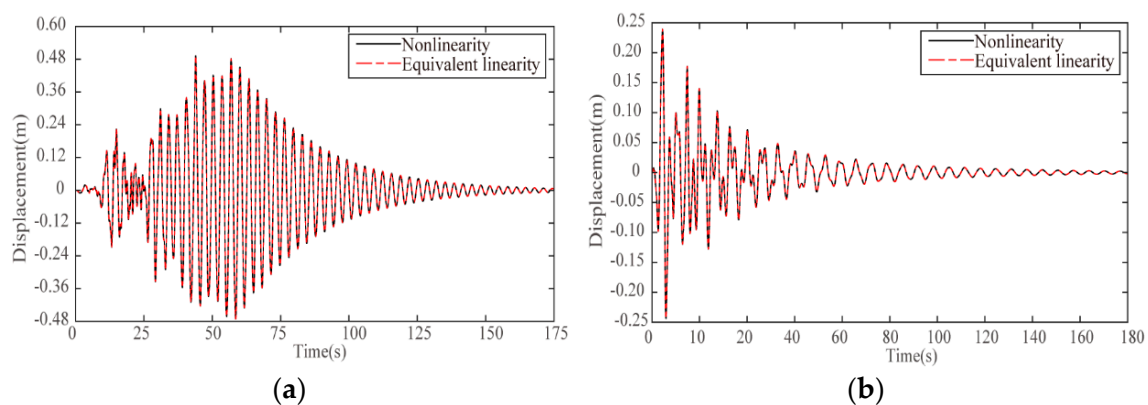 0.60
0.48
0.36
0.24
0.12
0
-0.12
-0.24
-0.36
-0.48
Displacement(m)
Nonlinearity
Equivalent linearity
0 25 50 75 100 125 150 175
Time(s)
(a)
0.25
0.20
0.15
0.10
0.05
0
-0.05
-0.10
-0.15
-0.20
-0.25
Displacement(m)
Nonlinearity
Equivalent linearity
0 10 20 30 40 60 80 100 120 140 160 180
Time(s)
(b)